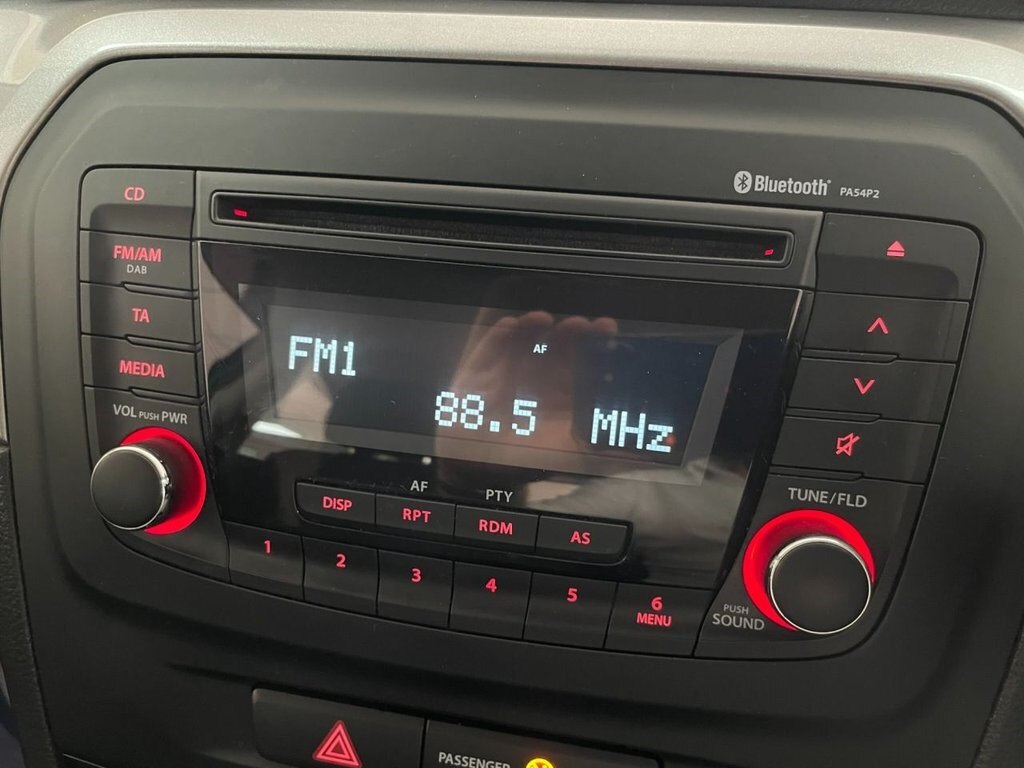 Bluetooth PA54P2
CD
FM/AM
DAB
TA
MEDIA
VOL PUSH PWR
FM1
AF
88.5 MHz
AF PTY
DISP RPT RDM AS
1 2 3 4 5 6
MENU
TUNE/FLD
PUSH
SOUND
PASSENGER